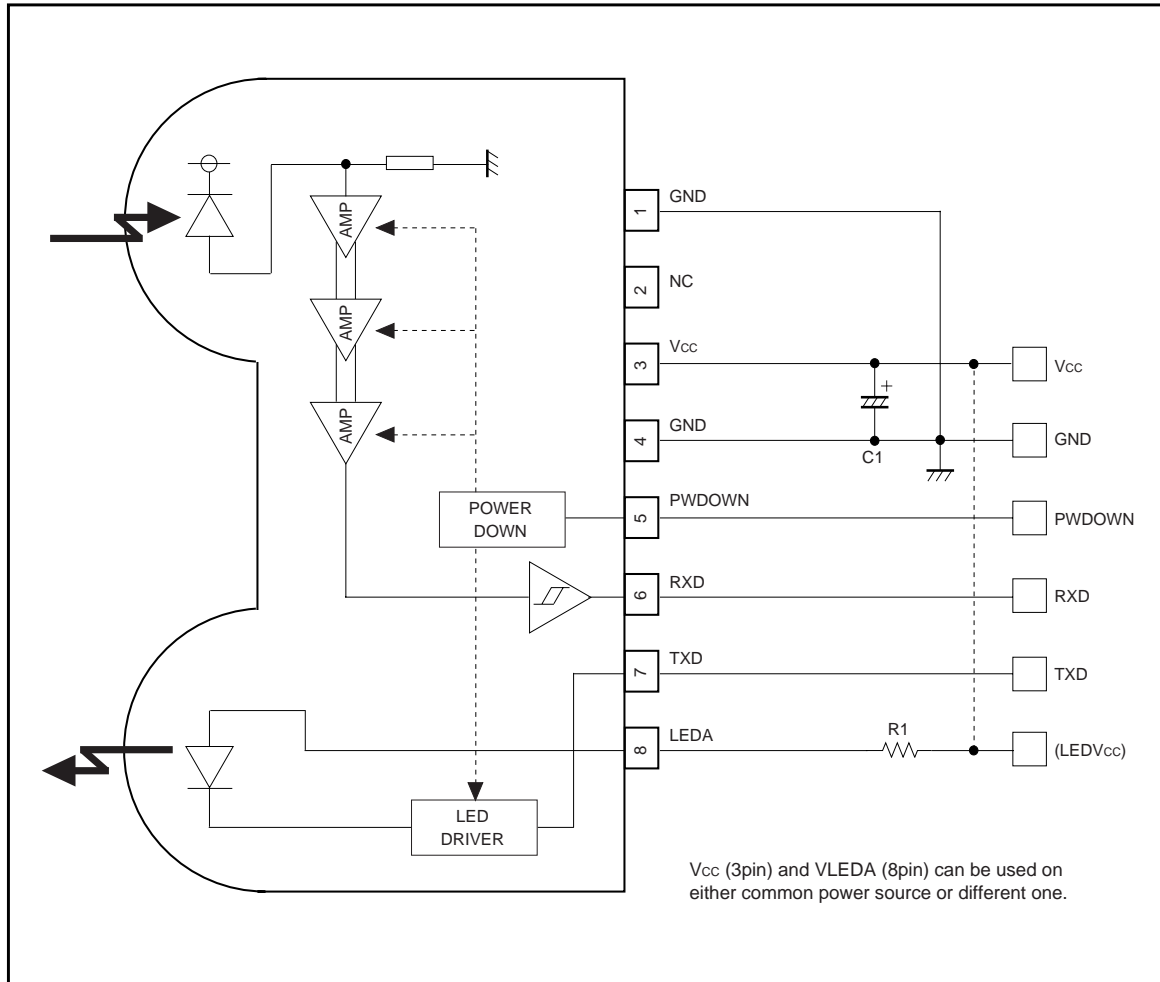 AMP
AMP
AMP
POWER
DOWN
LED
DRIVER
1 GND
2 NC
3 Vcc
4 GND
5 PWDOWN
6 RXD
7 TXD
8 LEDA
+
C1
R1
Vcc
GND
PWDOWN
RXD
TXD
(LEDVcc)
Vcc (3pin) and VLEDA (8pin) can be used on
either common power source or different one.